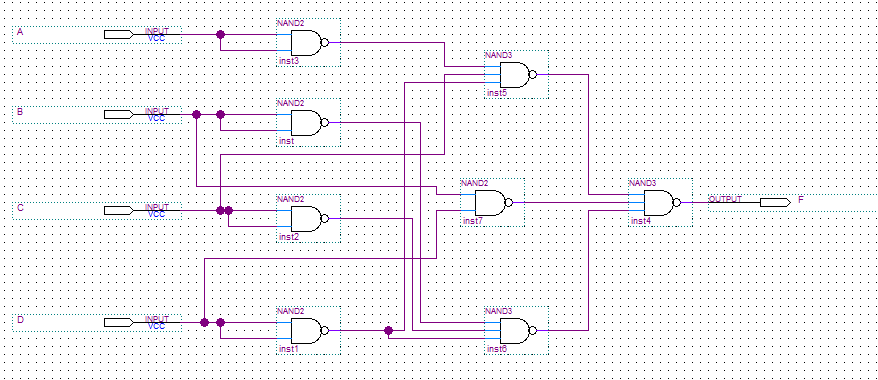 NAND2
A
INPUT
VCC
inst3
NAND3
inst5
NAND2
B
INPUT
VCC
inst
NAND2
NAND3
NAND2
C
INPUT
VCC
OUTPUT
F
inst7
inst4
inst2
NAND2
NAND3
D
INPUT
VCC
inst1
inst6